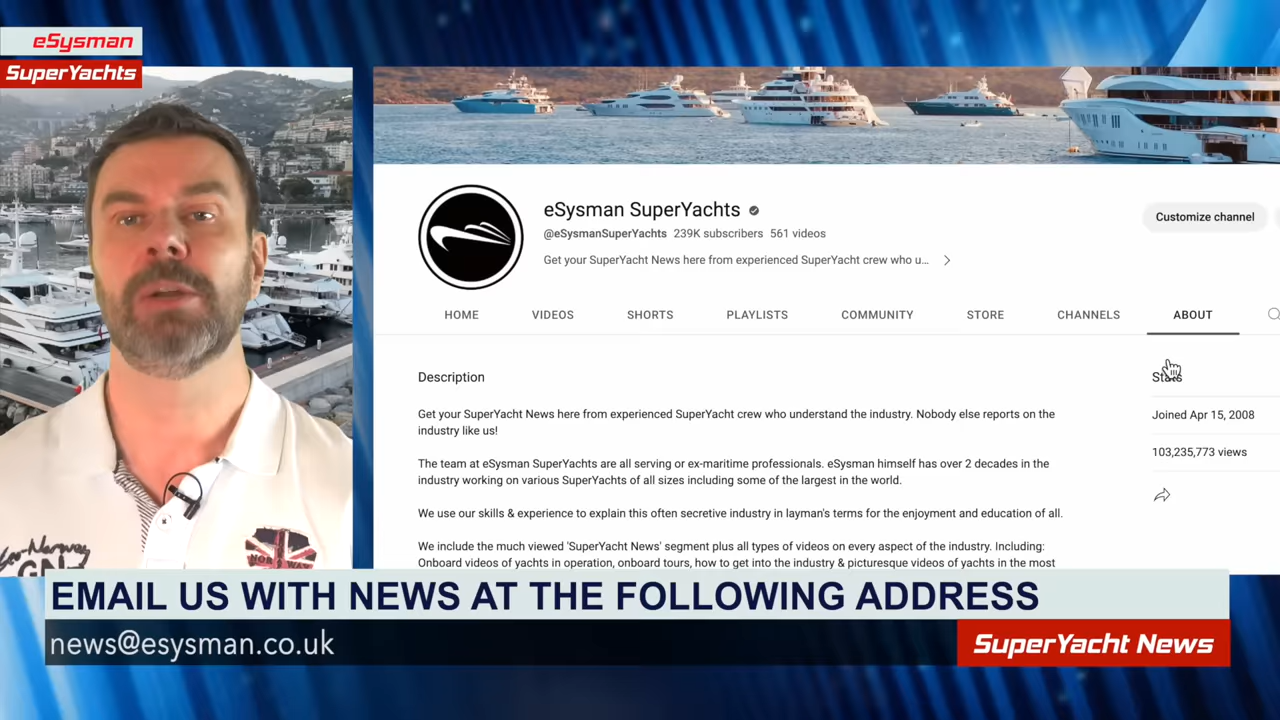 eSysman
SuperYachts
eSysman SuperYachts
@eSysmanSuperYachts 239K subscribers 561 videos
Get your SuperYacht News here from experienced SuperYacht crew who u...
Customize channel
HOME VIDEOS SHORTS PLAYLISTS COMMUNITY STORE CHANNELS ABOUT
Description
Get your SuperYacht News here from experienced SuperYacht crew who understand the industry. Nobody else reports on the
industry like us!
The team at eSysman SuperYachts are all serving or ex-maritime professionals. eSysman himself has over 2 decades in the
industry working on various SuperYachts of all sizes including some of the largest in the world.
We use our skills & experience to explain this often secretive industry in layman's terms for the enjoyment and education of all.
We include the much viewed 'SuperYacht News' segment plus all types of videos on every aspect of the industry. Including:
Onboard videos of yachts in operation, onboard tours, how to get into the industry & picturesque videos of yachts in the most
Stats
Joined Apr 15, 2008
103,235,773 views
EMAIL US WITH NEWS AT THE FOLLOWING ADDRESS
news@esysman.co.uk
SuperYacht News